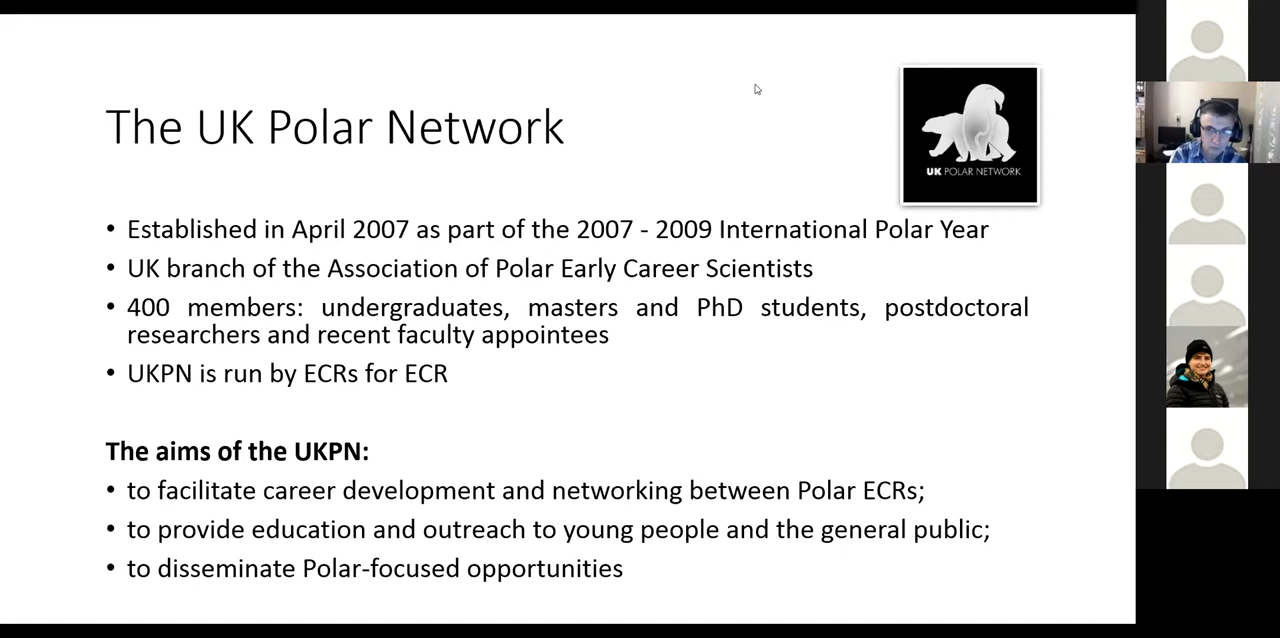 The UK Polar Network
UK POLAR NETWORK
• Established in April 2007 as part of the 2007 - 2009 International Polar Year
• UK branch of the Association of Polar Early Career Scientists
• 400 members: undergraduates, masters and PhD students, postdoctoral
researchers and recent faculty appointees
• UKPN is run by ECRs for ECR
The aims of the UKPN:
• to facilitate career development and networking between Polar ECRs;
• to provide education and outreach to young people and the general public;
• to disseminate Polar-focused opportunities